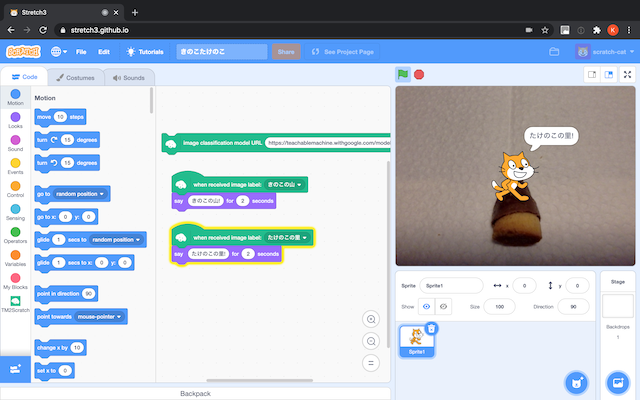 Stretch3
stretch3.github.io
SCRATCH
File
Edit
Tutorials
きのこたけのこ
Share
See Project Page
scratch-cat
Code
Costumes
Sounds
Motion
Looks
Sound
Events
Control
Sensing
Operators
Variables
My Blocks
TM2Scratch
Motion
move 10 steps
turn 15 degrees
turn 15 degrees
go to random position
go to x: 0 y: 0
glide 1 secs to random position
glide 1 secs to x: 0 y: 0
point in direction 90
point towards mouse-pointer
change x by 10
set x to 0
Image classification model URL https://teachablemachine.withgoogle.com/model
when received image label: きのこの山
say きのこの山! for 2 seconds
when received image label: たけのこの里
say たけのこの里! for 2 seconds
Backpack
たけのこの里!
Sprite Sprite1 x 0 y 0
Show Size 100 Direction 90
Sprite1
Stage
Backdrops
1